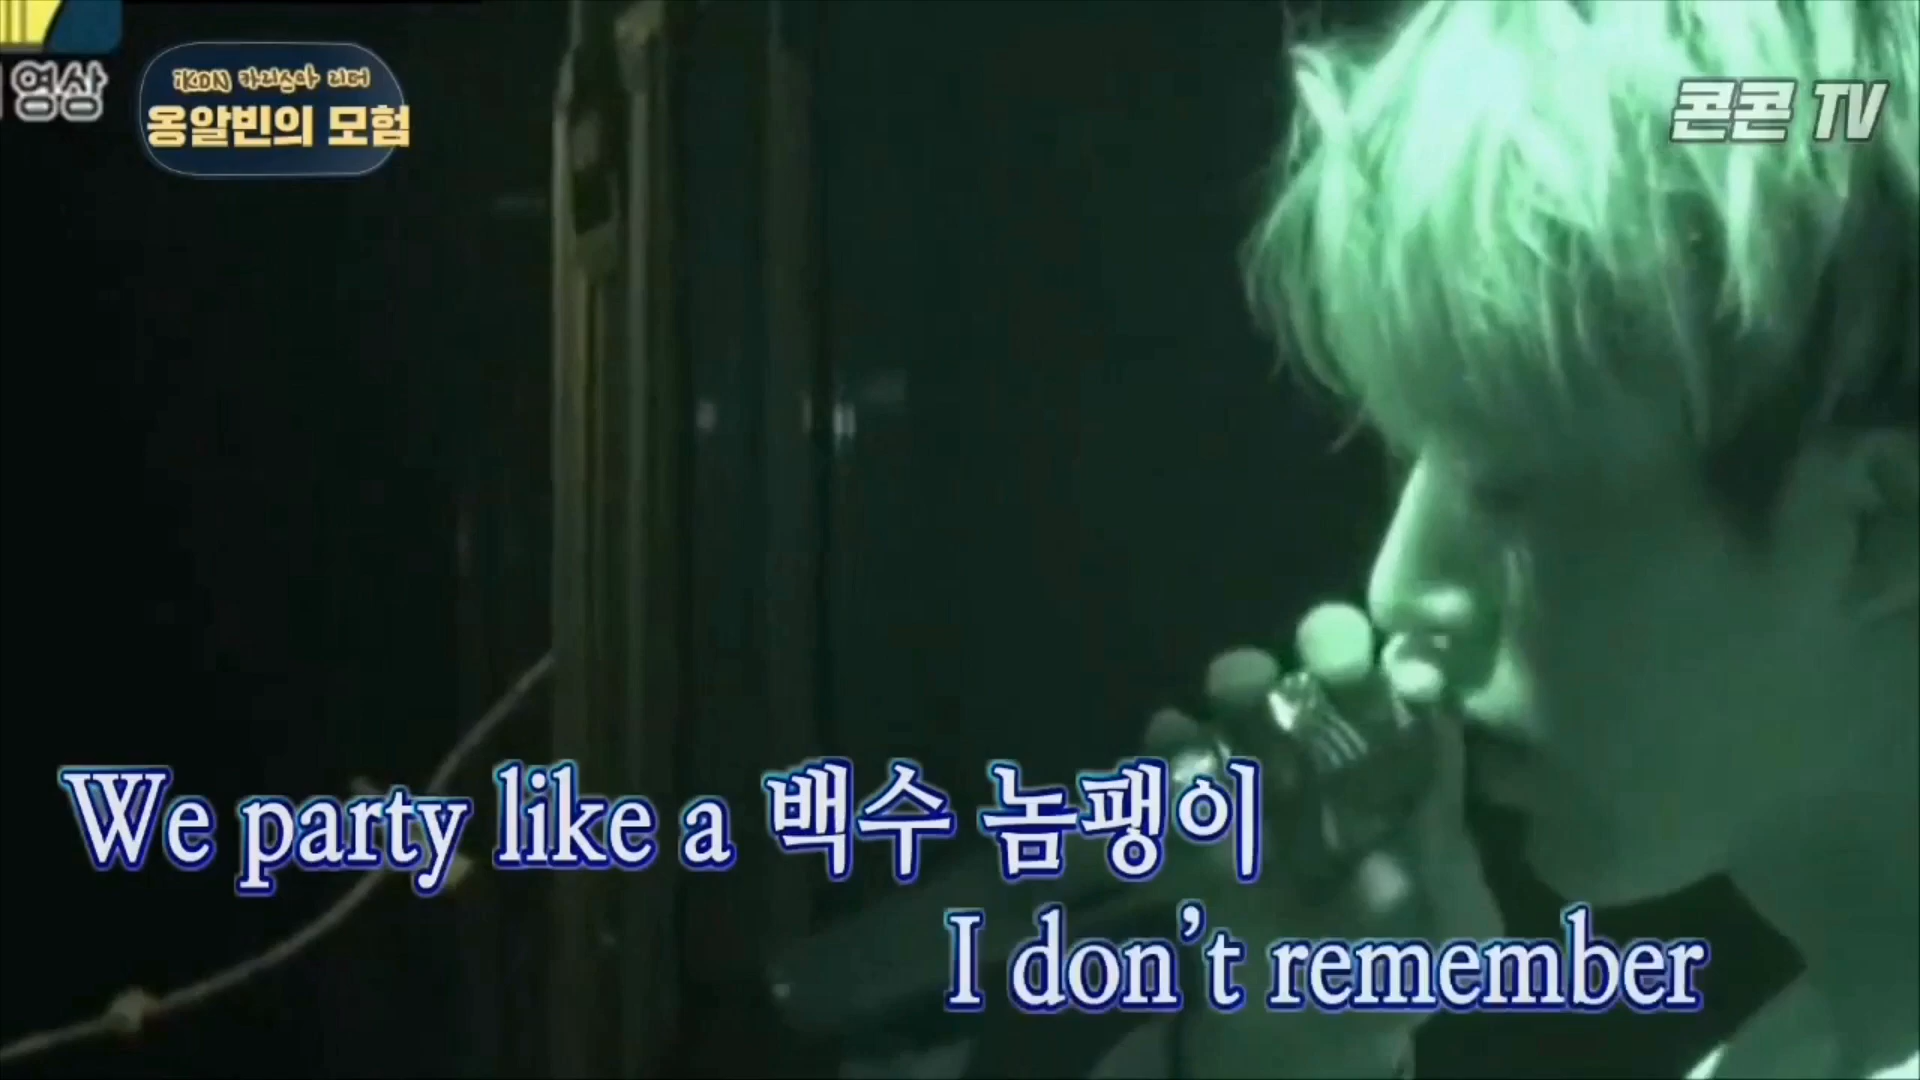 영상
iKON 카리스마 리더
옹알빈의 모험
콘콘 TV
We party like a 백수 놈팽이
I don't remember